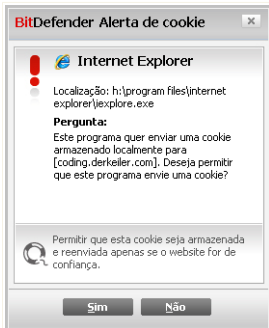 BitDefender Alerta de cookie
Internet Explorer
Localização: h:\program files\internet
explorer\iexplore.exe
Pergunta:
Este programa quer enviar uma cookie
armazenado localmente para
[coding.derkeiler.com]. Deseja permitir
que este programa envie uma cookie?
Permitir que esta cookie seja armazenada
e reenviada apenas se o website for de
confiança.
Sim
Não